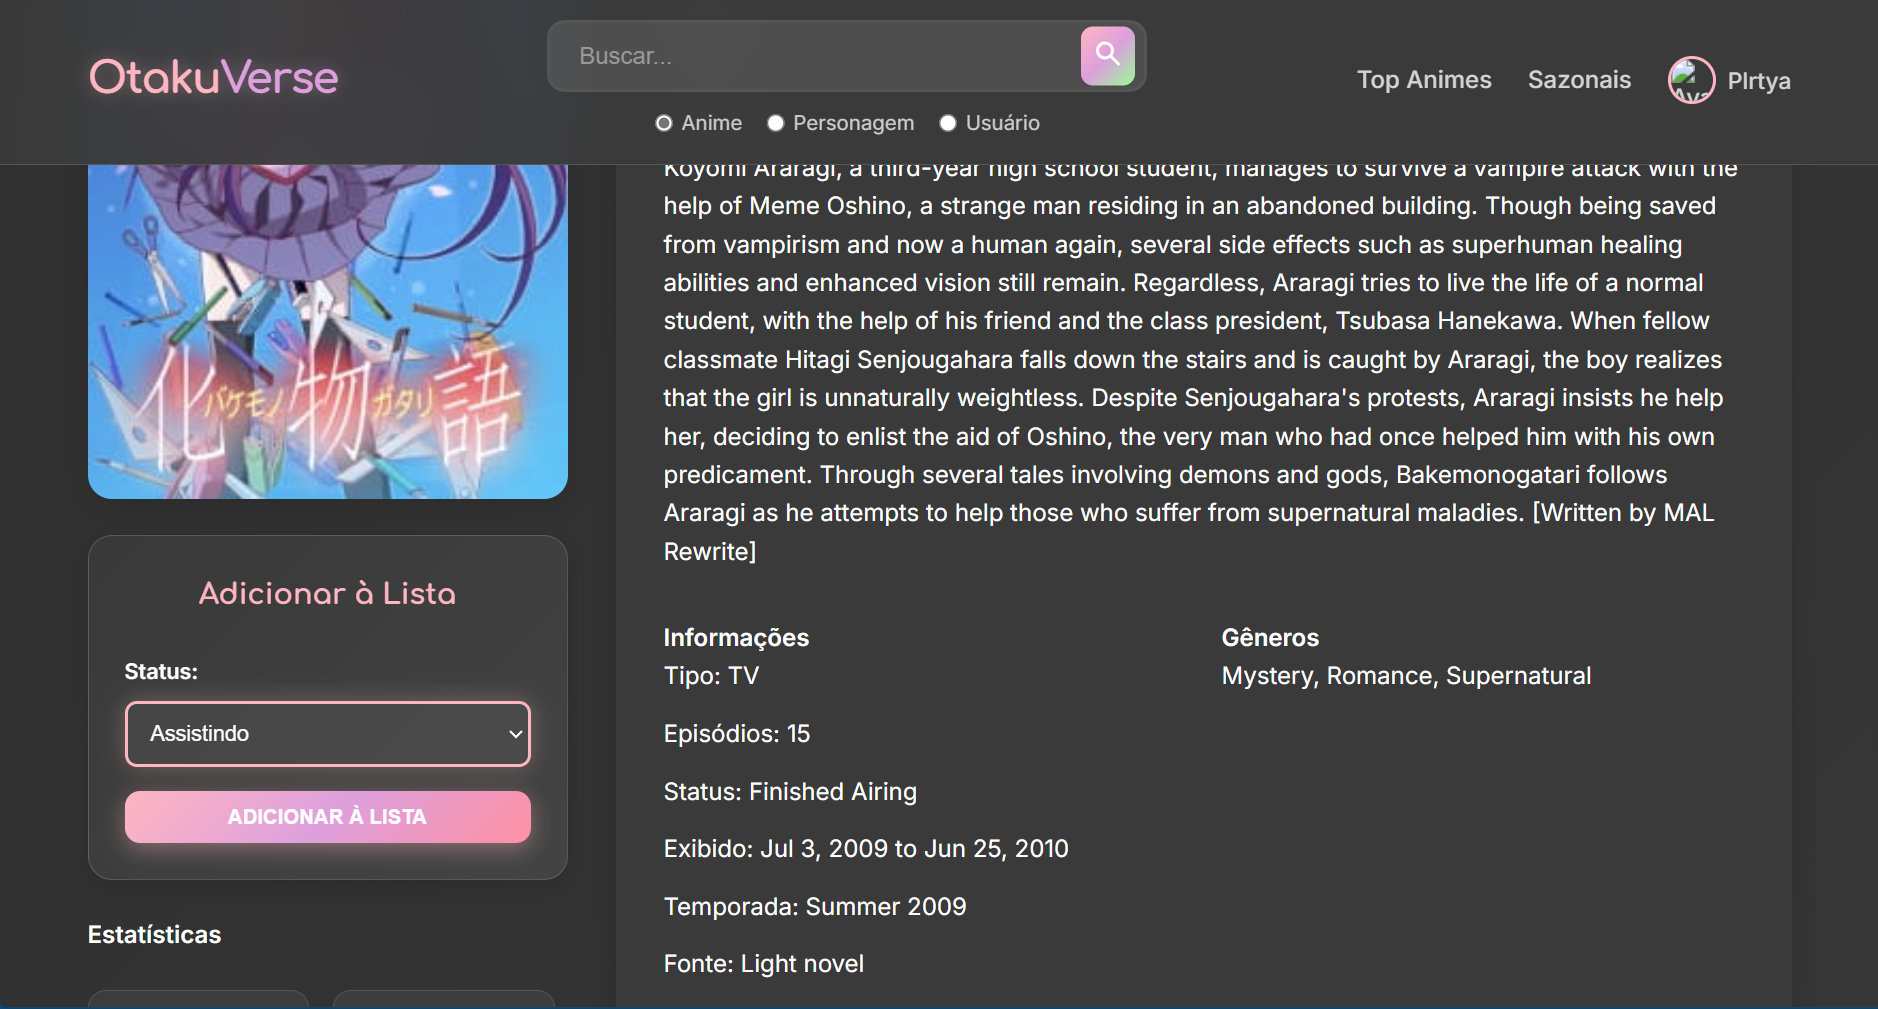 OtakuVerse
Buscar...
Anime
Personagem
Usuário
Top Animes
Sazonais
PIrtya
化物語
バケモノガタリ
Koyomi Araragi, a third-year high school student, manages to survive a vampire attack with the
help of Meme Oshino, a strange man residing in an abandoned building. Though being saved
from vampirism and now a human again, several side effects such as superhuman healing
abilities and enhanced vision still remain. Regardless, Araragi tries to live the life of a normal
student, with the help of his friend and the class president, Tsubasa Hanekawa. When fellow
classmate Hitagi Senjougahara falls down the stairs and is caught by Araragi, the boy realizes
that the girl is unnaturally weightless. Despite Senjougahara's protests, Araragi insists he help
her, deciding to enlist the aid of Oshino, the very man who had once helped him with his own
predicament. Through several tales involving demons and gods, Bakemonogatari follows
Araragi as he attempts to help those who suffer from supernatural maladies. [Written by MAL
Rewrite]
Adicionar à Lista
Status:
Assistindo
ADICIONAR À LISTA
Estatísticas
Informações
Tipo: TV
Episódios: 15
Status: Finished Airing
Exibido: Jul 3, 2009 to Jun 25, 2010
Temporada: Summer 2009
Fonte: Light novel
Gêneros
Mystery, Romance, Supernatural